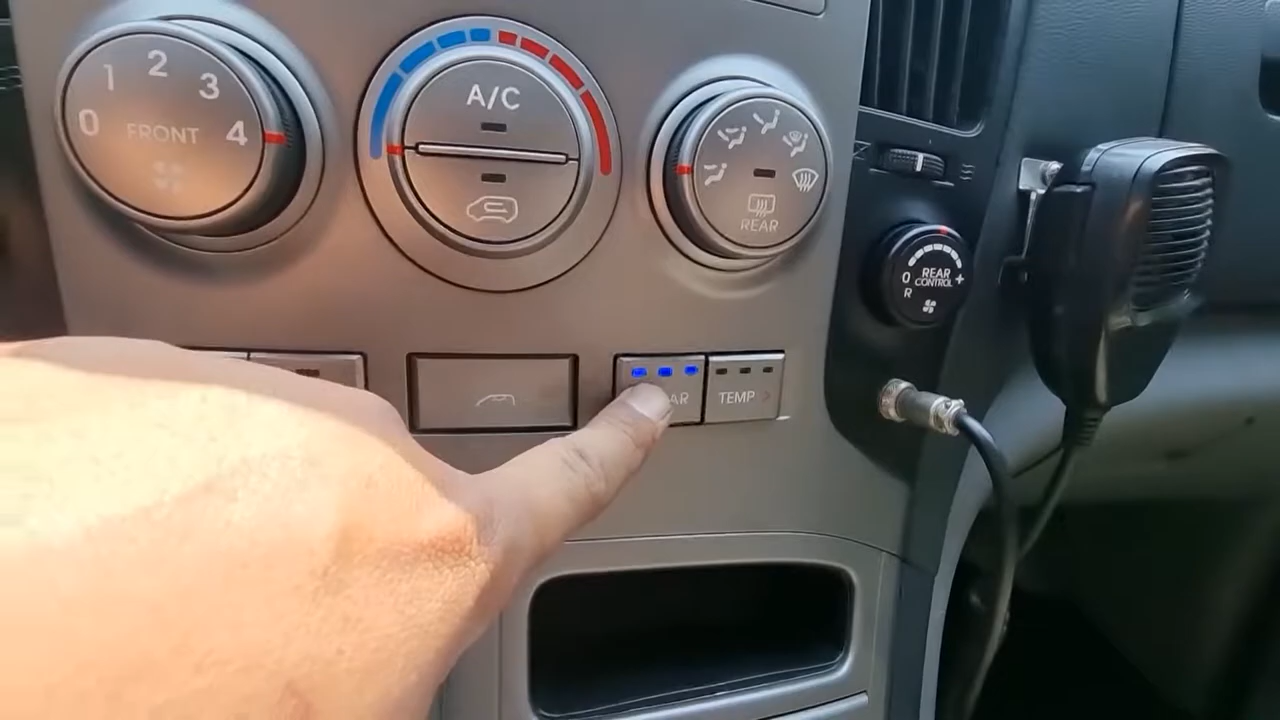 0 1 2 3 4
FRONT
A/C
REAR
0 REAR +
CONTROL
R
TEMP